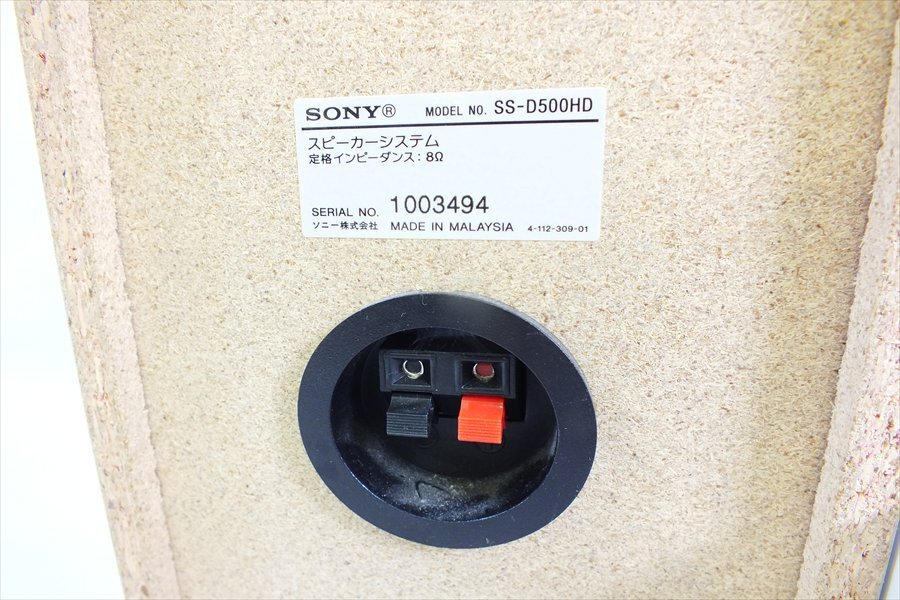 SONY® MODEL NO. SS-D500HD
スピーカーシステム
定格インピーダンス：8Ω
SERIAL NO. 1003494
ソニー株式会社 MADE IN MALAYSIA 4-112-309-01